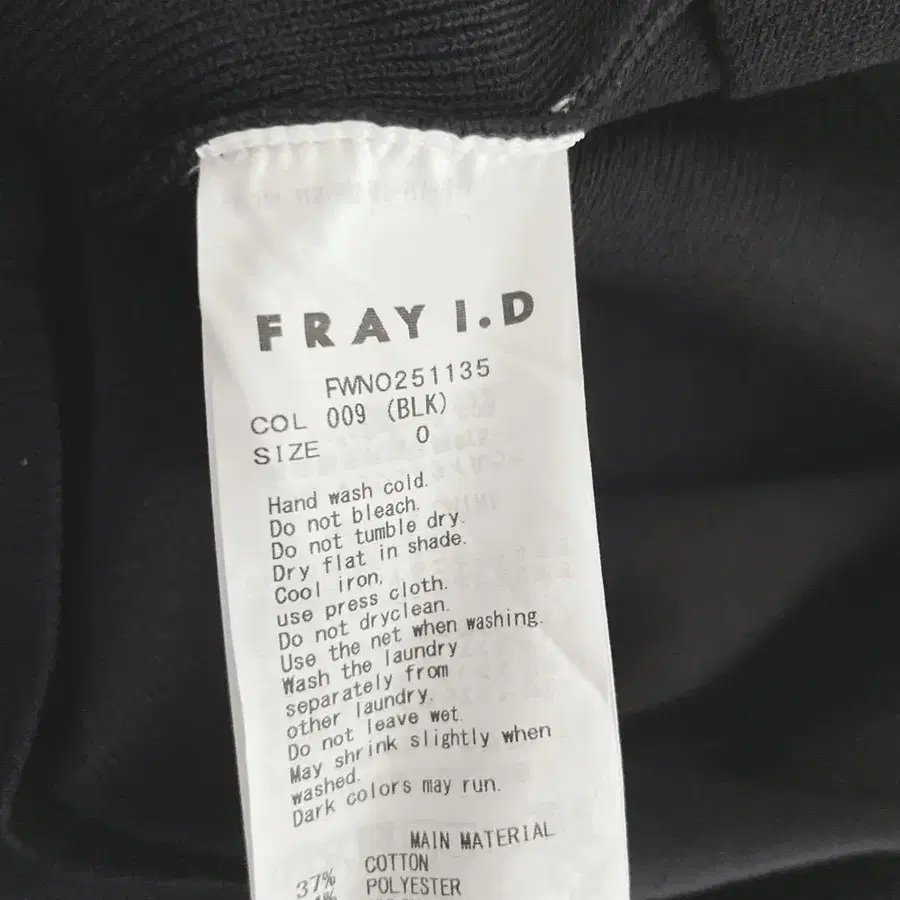 FRAY I.D
FWNO251135
COL 009 (BLK)
SIZE 0
Hand wash cold.
Do not bleach.
Do not tumble dry.
Dry flat in shade.
Cool iron.
use press cloth.
Do not dryclean.
Use the net when washing.
Wash the laundry
separately from
other laundry.
Do not leave wet.
May shrink slightly when
washed.
Dark colors may run.
MAIN MATERIAL
COTTON
37% POLYESTER